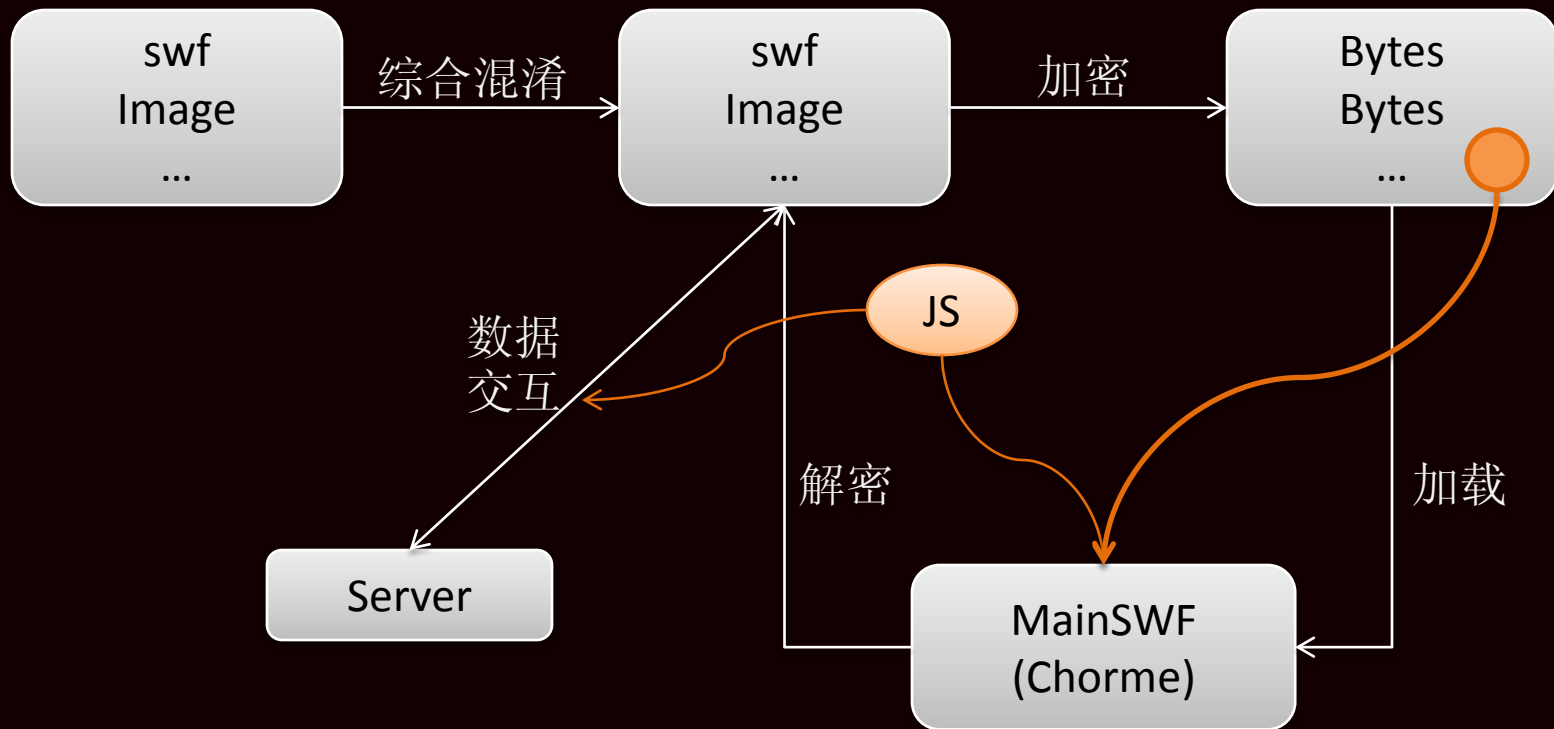 swf
Image
...
综合混淆
swf
Image
...
加密
Bytes
Bytes
...
JS
数据
交互
解密
加载
Server
MainSWF
(Chorme)